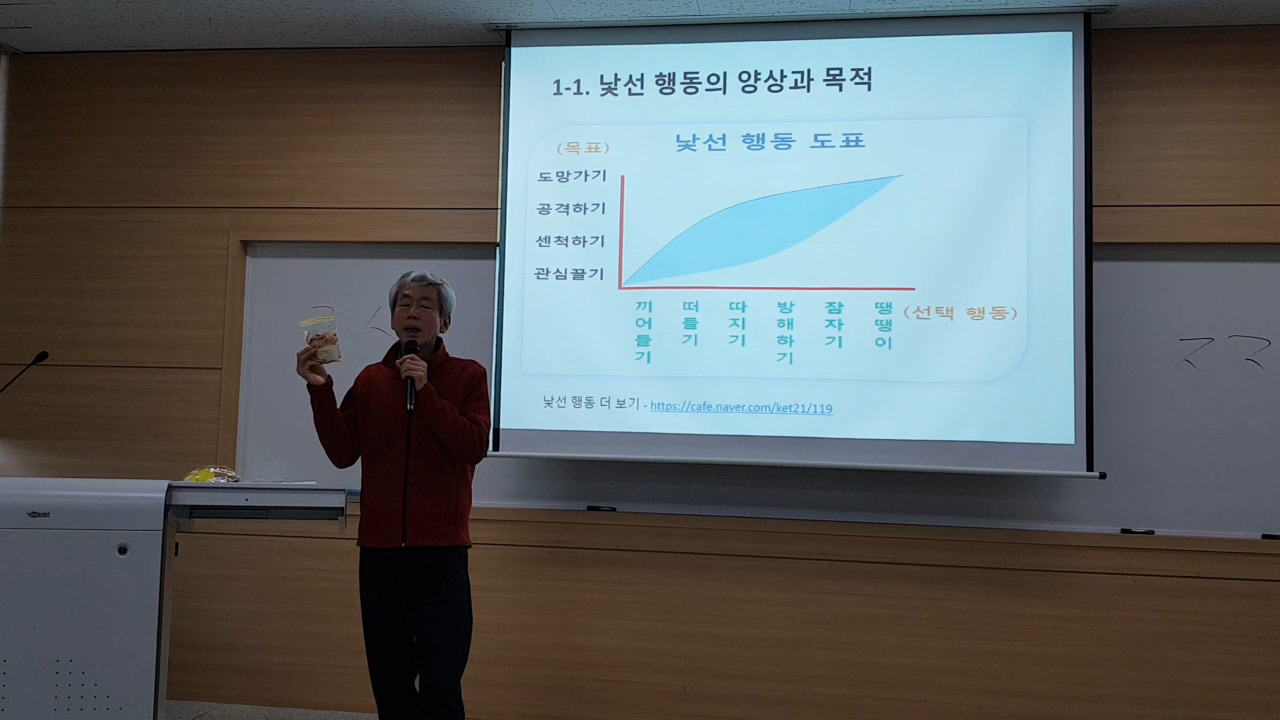 1-1. 낯선 행동의 양상과 목적
낯선 행동 도표
(목표)
도망가기
공격하기
센척하기
관심끌기
끼어들기
떠들기
따지기
방해하기
잠자기
땡땡이
(선택 행동)
낯선 행동 더 보기 - https://cafe.naver.com/ket21/119